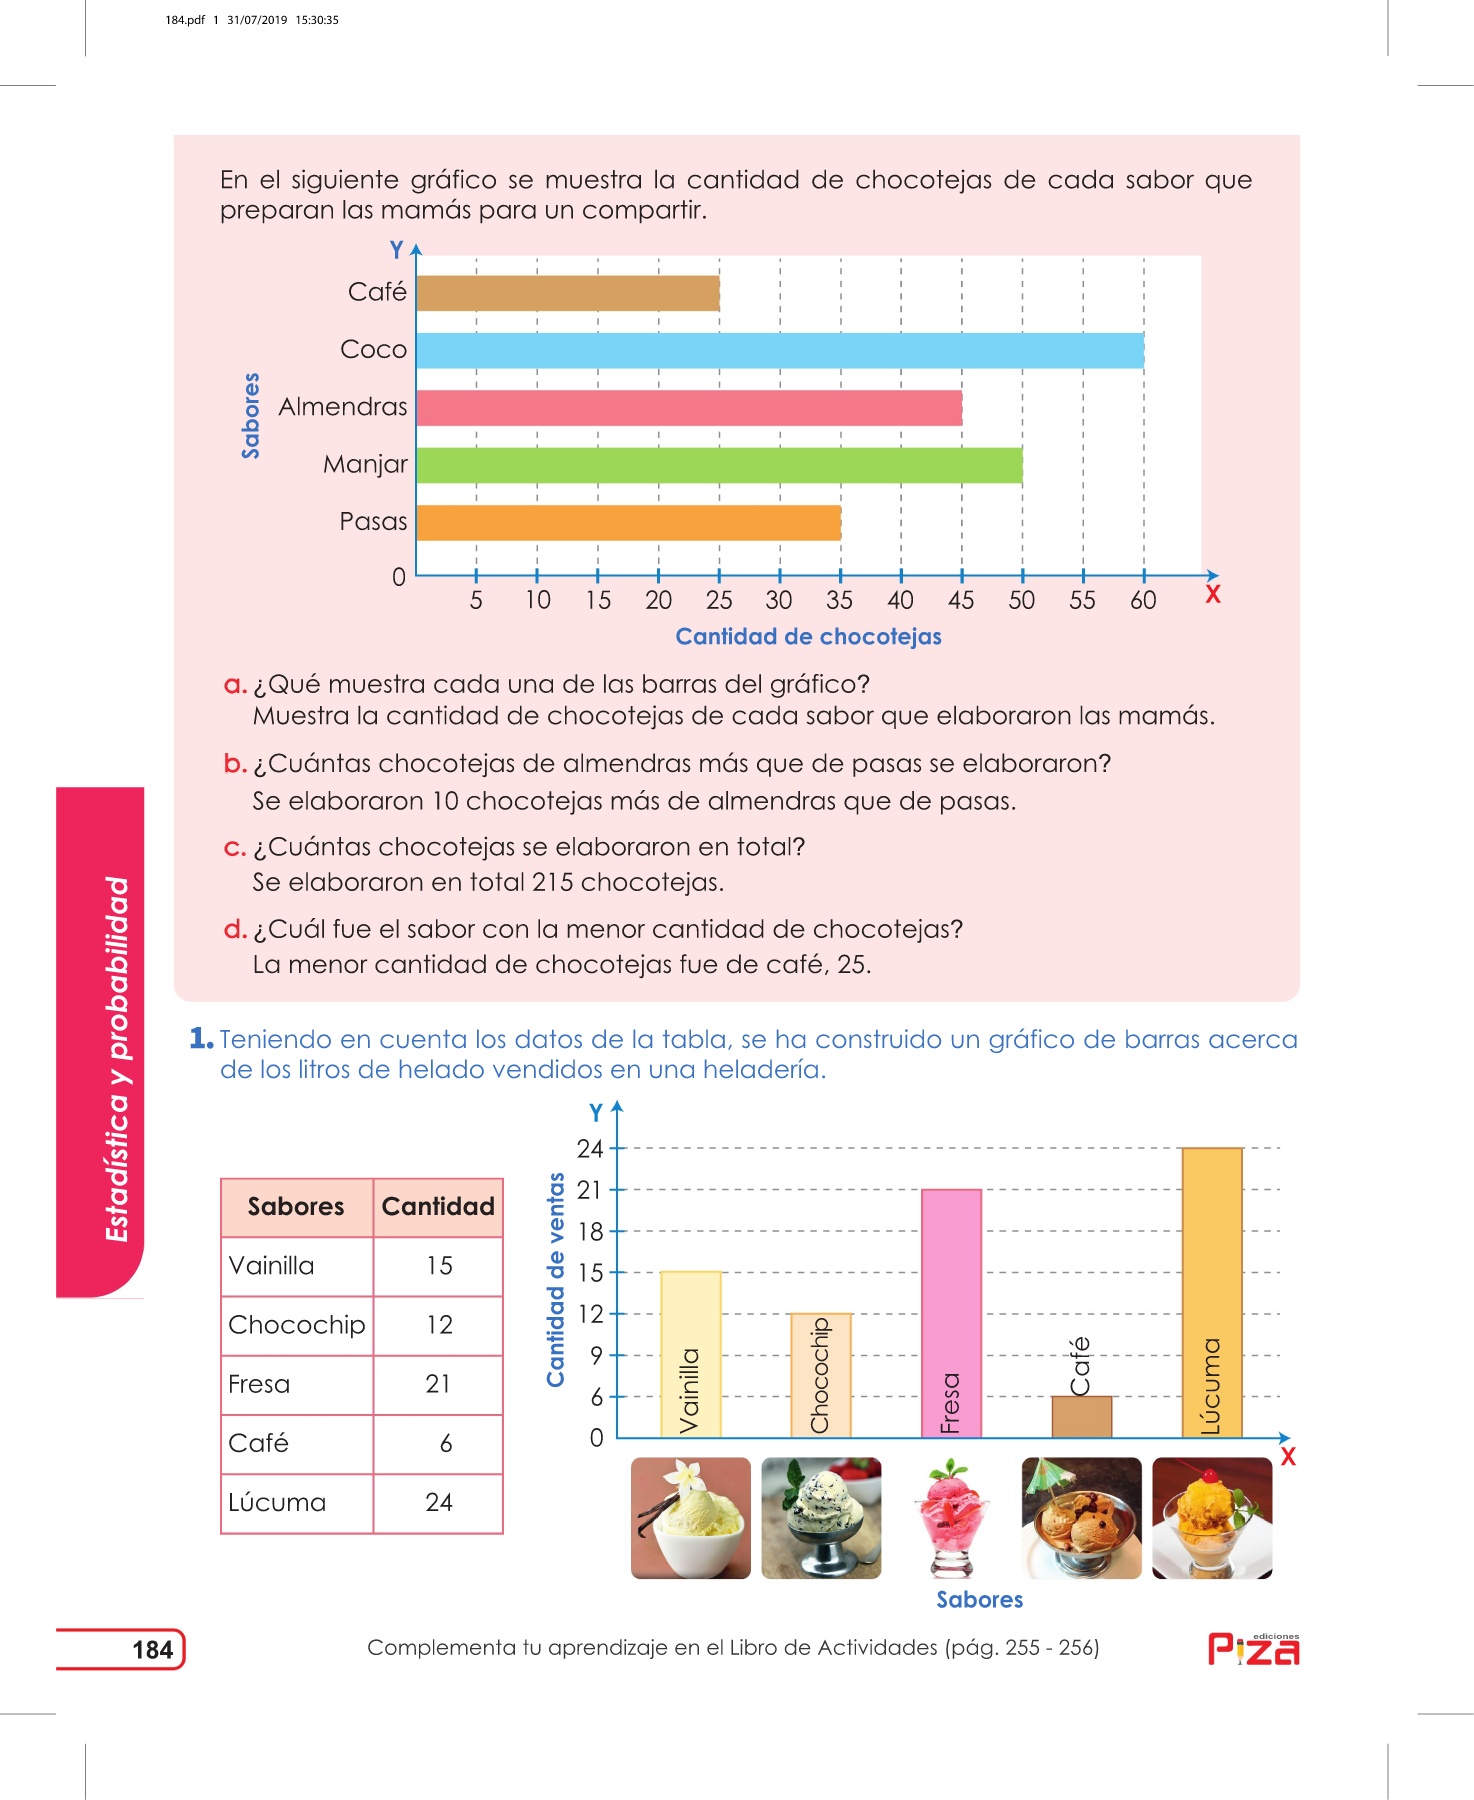 184.pdf 1 31/07/2019 15:30:35
En el siguiente gráfico se muestra la cantidad de chocotejas de cada sabor que
preparan las mamás para un compartir.
Y
Café
Coco
Almendras
Manjar
Pasas
Sabores
0
5 10 15 20 25 30 35 40 45 50 55 60
X
Cantidad de chocotejas
a. ¿Qué muestra cada una de las barras del gráfico?
Muestra la cantidad de chocotejas de cada sabor que elaboraron las mamás.
b. ¿Cuántas chocotejas de almendras más que de pasas se elaboraron?
Se elaboraron 10 chocotejas más de almendras que de pasas.
c. ¿Cuántas chocotejas se elaboraron en total?
Se elaboraron en total 215 chocotejas.
d. ¿Cuál fue el sabor con la menor cantidad de chocotejas?
La menor cantidad de chocotejas fue de café, 25.
Estadística y probabilidad
1. Teniendo en cuenta los datos de la tabla, se ha construido un gráfico de barras acerca
de los litros de helado vendidos en una heladería.
Sabores Cantidad
Vainilla 15
Chocochip 12
Fresa 21
Café 6
Lúcuma 24
Y
Cantidad de ventas
24
21
18
15
12
9
6
0
Vainilla
Chocochip
Fresa
Café
Lúcuma
X
Sabores
184
Complementa tu aprendizaje en el Libro de Actividades (pág. 255 - 256)
ediciones
Piza